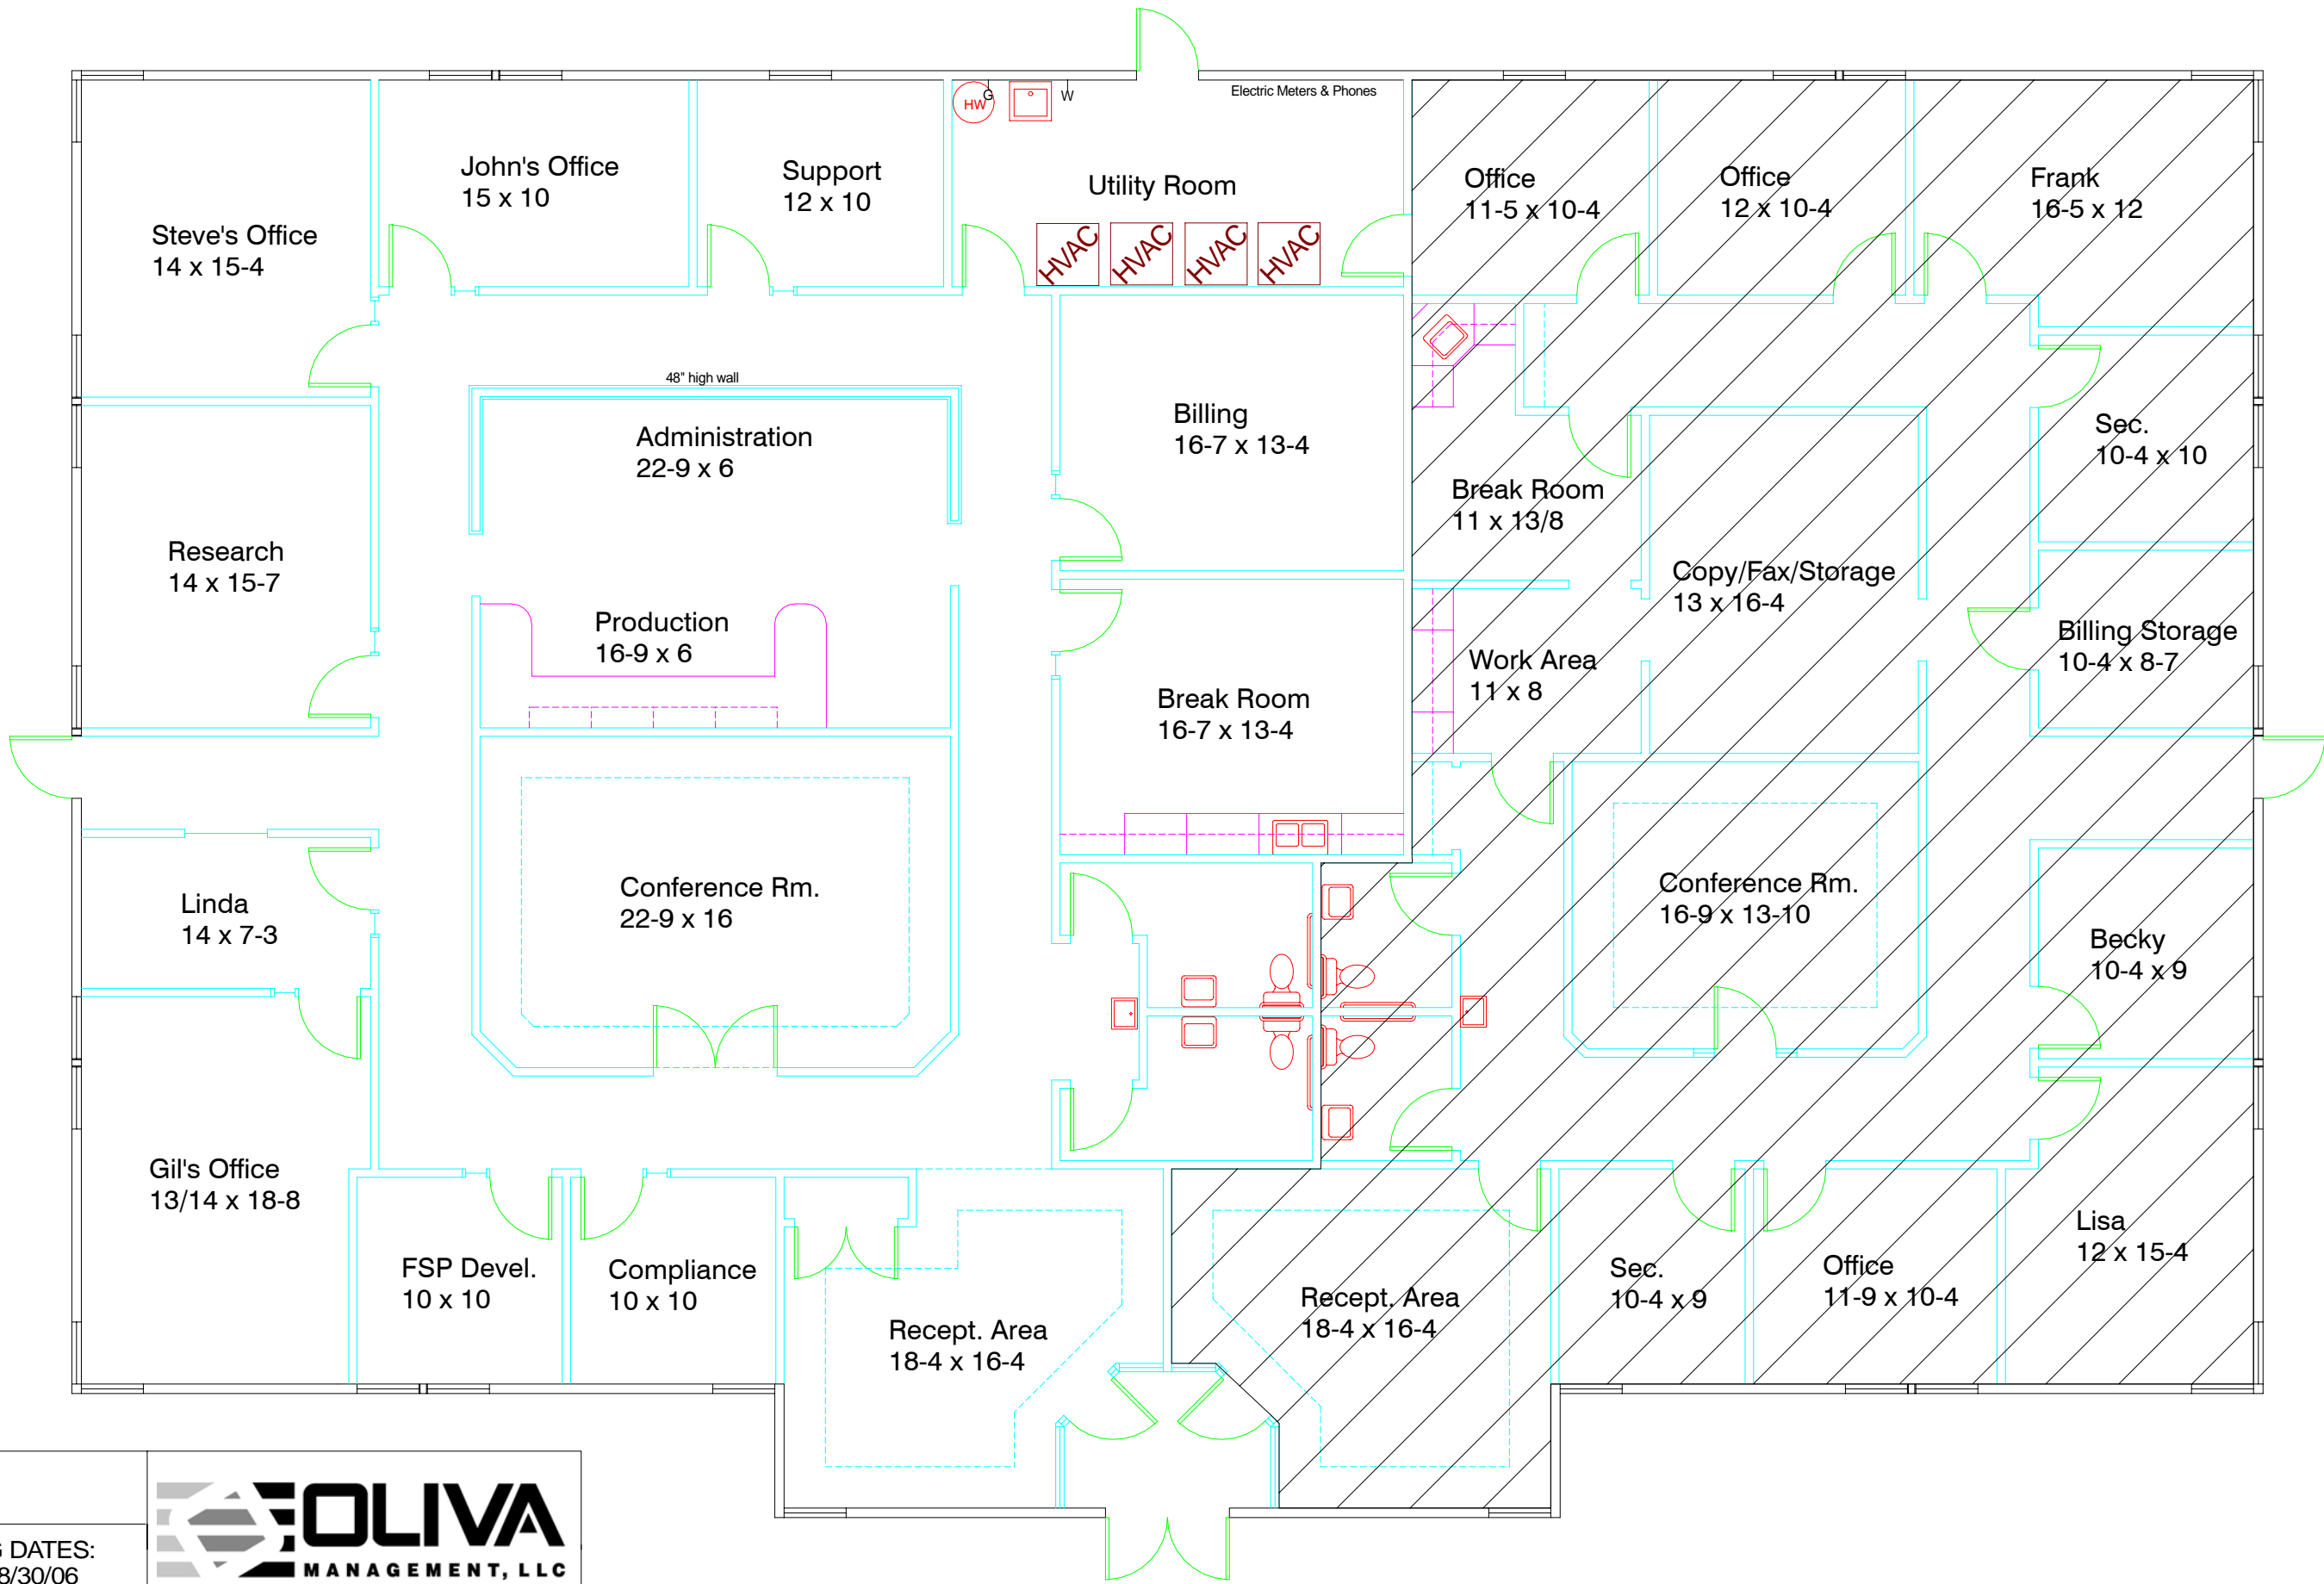 Electric Meters & Phones
HW
G
W
John's Office
15 x 10
Support
12 x 10
Utility Room
Office
11-5 x 10-4
Office
12 x 10-4
Frank
16-5 x 12
Steve's Office
14 x 15-4
HVAC
HVAC
HVAC
HVAC
48" high wall
Administration
22-9 x 6
Billing
16-7 x 13-4
Sec.
10-4 x 10
Break Room
11 x 13/8
Research
14 x 15-7
Copy/Fax/Storage
13 x 16-4
Production
16-9 x 6
Billing Storage
10-4 x 8-7
Work Area
11 x 8
Break Room
16-7 x 13-4
Linda
14 x 7-3
Conference Rm.
22-9 x 16
Conference Rm.
16-9 x 13-10
Becky
10-4 x 9
Gil's Office
13/14 x 18-8
Lisa
12 x 15-4
FSP Devel.
10 x 10
Compliance
10 x 10
Recept. Area
18-4 x 16-4
Recept. Area
18-4 x 16-4
Sec.
10-4 x 9
Office
11-9 x 10-4
OLIVA
MANAGEMENT, LLC
DATES:
8/30/06